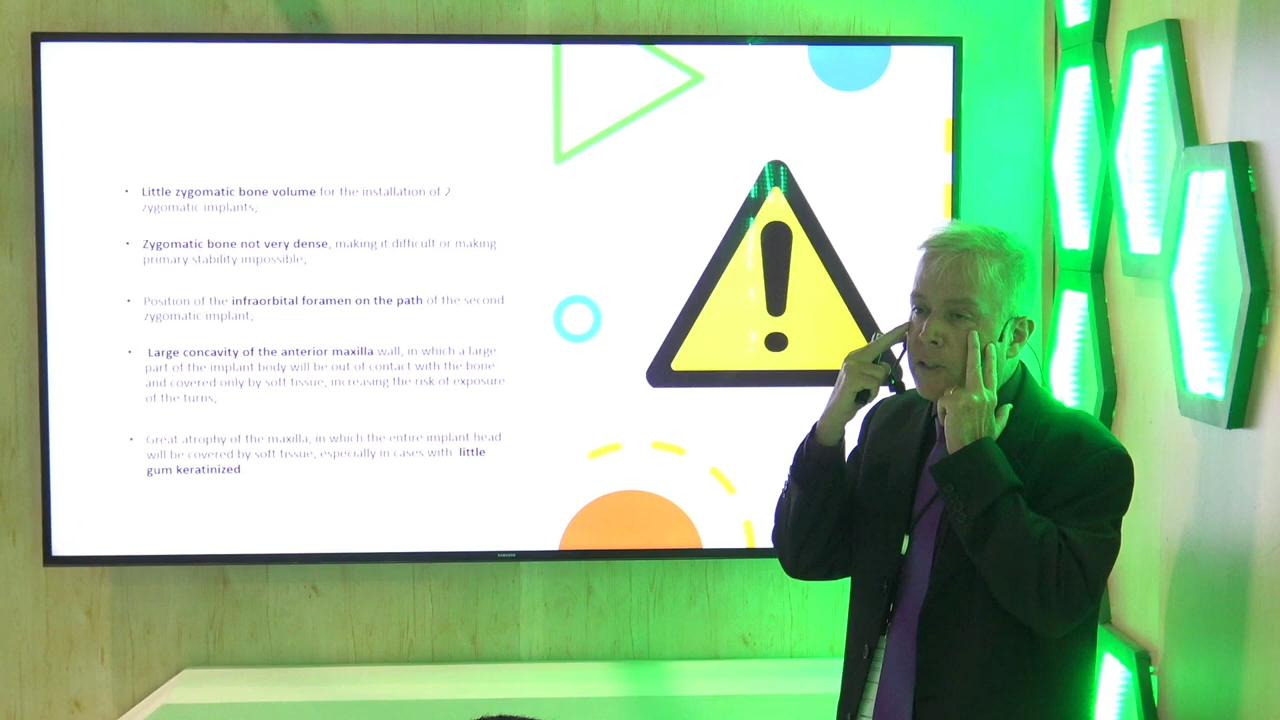 • Little zygomatic bone volume for the installation of 2
zygomatic implants;
• Zygomatic bone not very dense, making it difficult or making
primary stability impossible;
• Position of the infraorbital foramen on the path of the second
zygomatic implant;
• Large concavity of the anterior maxilla wall, in which a large
part of the implant body will be out of contact with the bone
and covered only by soft tissue, increasing the risk of exposure
of the turns;
• Great atrophy of the maxilla, in which the entire implant head
will be covered by soft tissue, especially in cases with little
gum keratinized
SAMSUNG